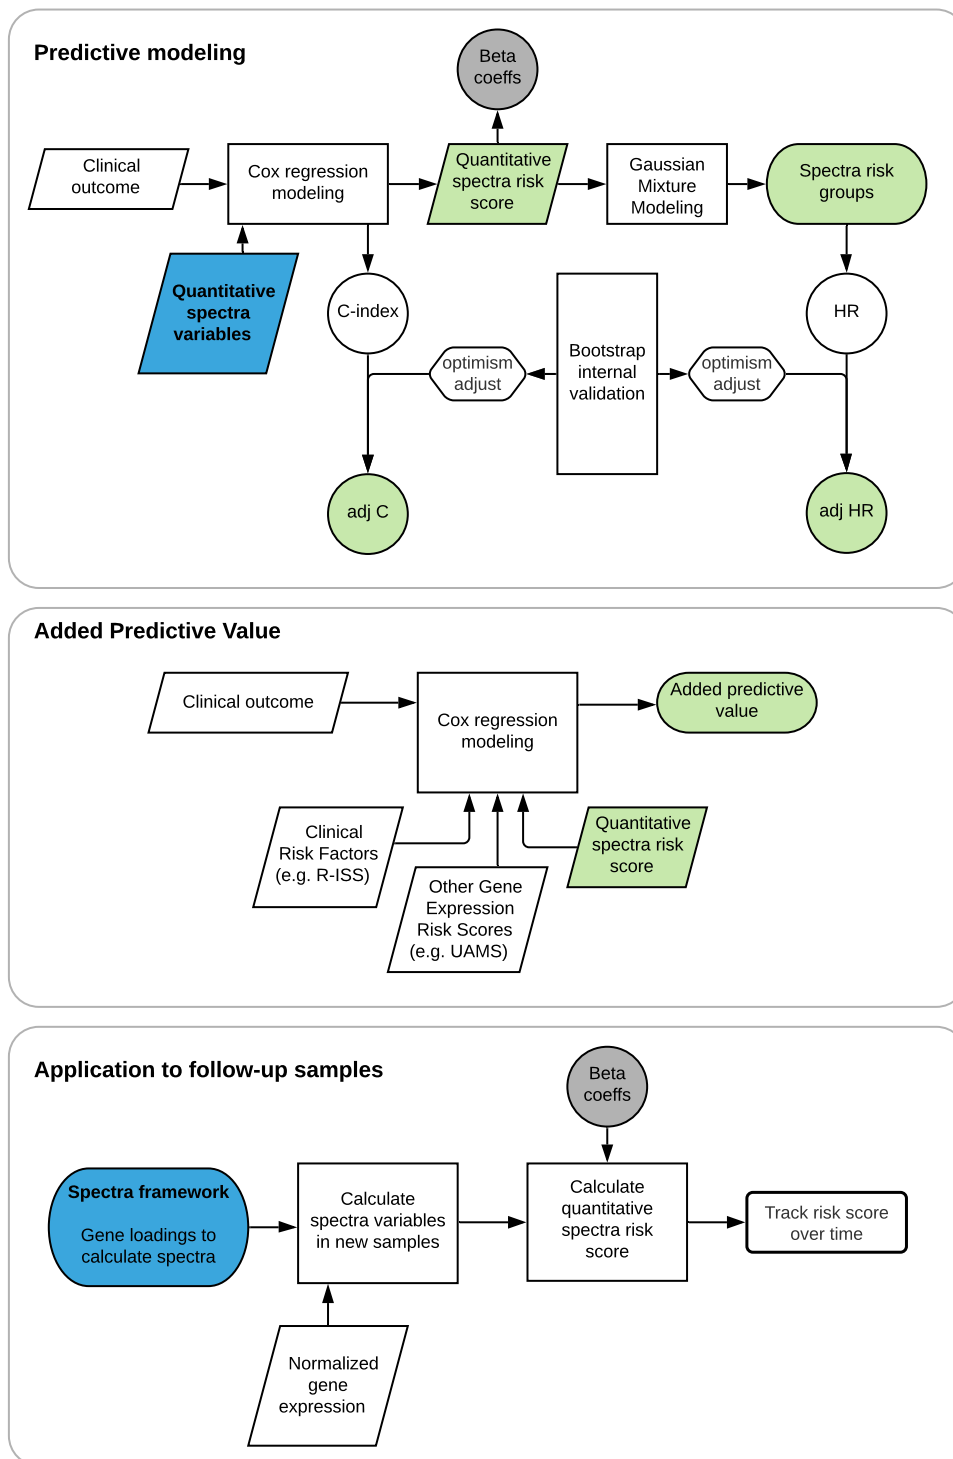 Predictive modeling
Beta
coeffs
Clinical
outcome
Cox regression
modeling
Quantitative
spectra risk
score
Gaussian
Mixture
Modeling
Spectra risk
groups
Quantitative
spectra
variables
C-index
HR
Bootstrap
internal
validation
optimism
adjust
optimism
adjust
adj C
adj HR
Added Predictive Value
Clinical outcome
Cox regression
modeling
Added predictive
value
Clinical
Risk Factors
(e.g. R-ISS)
Other Gene
Expression
Risk Scores
(e.g. UAMS)
Quantitative
spectra risk
score
Application to follow-up samples
Beta
coeffs
Spectra framework
Gene loadings to
calculate spectra
Calculate
spectra variables
in new samples
Calculate
quantitative
spectra risk
score
Track risk score
over time
Normalized
gene
expression